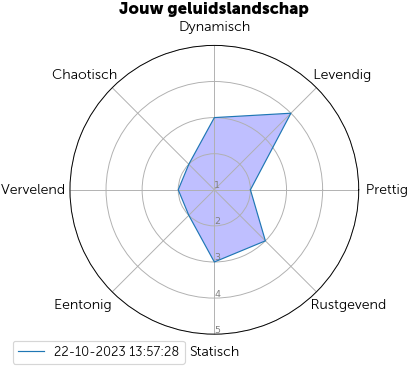 Jouw geluidslandschap
Dynamisch
Chaotisch
Levendig
Vervelend
1
Prettig
2
3
4
Eentonig
Rustgevend
5
22-10-2023 13:57:28
Statisch